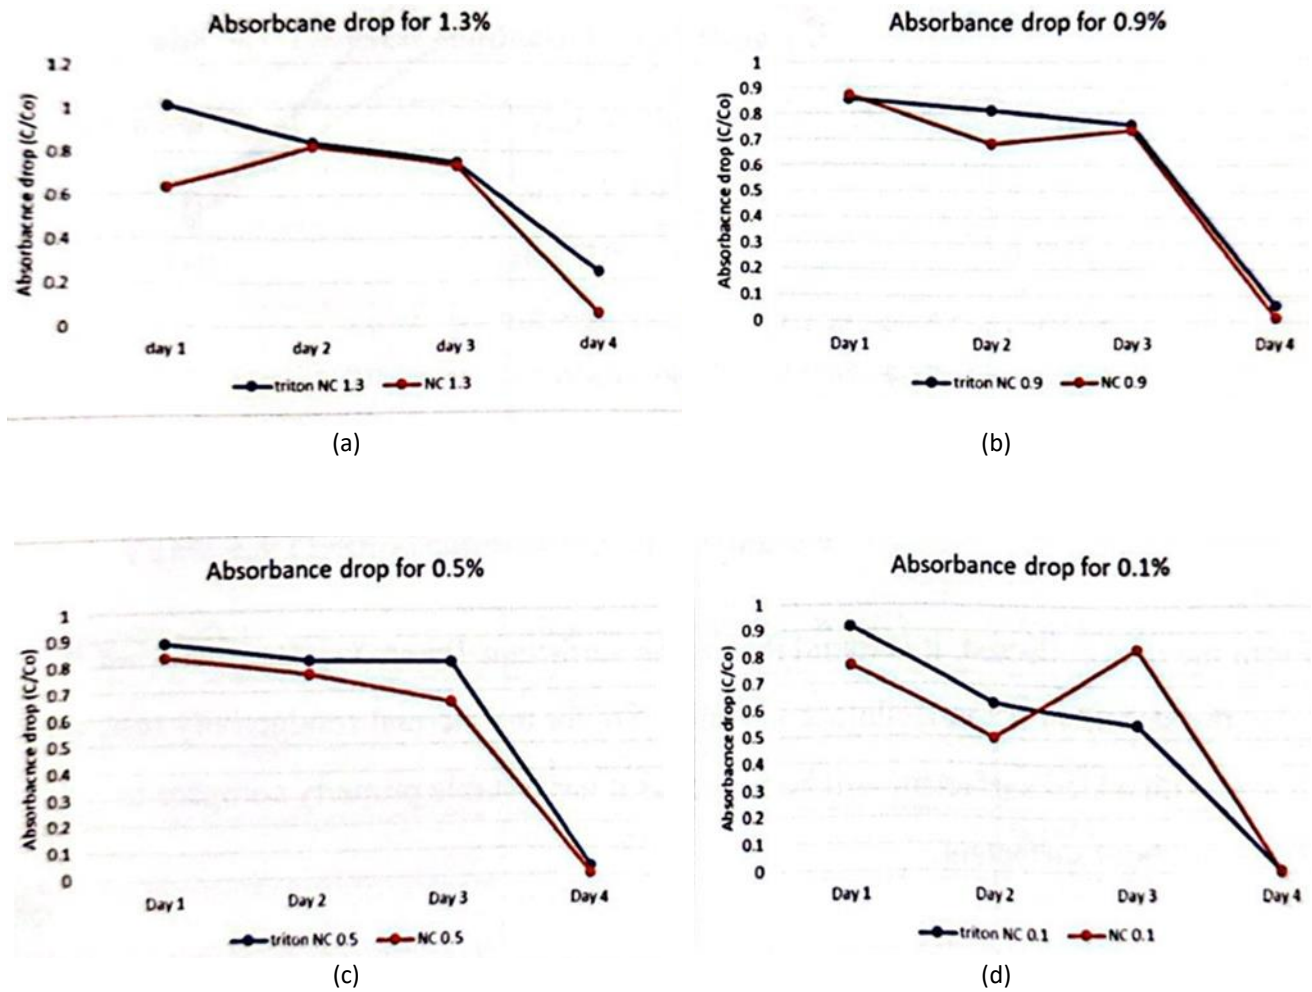 Absorbcane drop for 1.3%
Absorbacnce drop (C/Co)
1.2
1
0.8
0.6
0.4
0.2
0
day 1 day 2 day 3 day 4
triton NC 1.3 NC 1.3
(a)
Absorbance drop for 0.9%
Absorbacnce drop (C/Co)
1
0.9
0.8
0.7
0.6
0.5
0.4
0.3
0.2
0.1
0
Day 1 Day 2 Day 3 Day 4
triton NC 0.9 NC 0.9
(b)
Absorbance drop for 0.5%
Absorbacnce drop (C/Co)
1
0.9
0.8
0.7
0.6
0.5
0.4
0.3
0.2
0.1
0
Day 1 Day 2 Day 3 Day 4
triton NC 0.5 NC 0.5
(c)
Absorbance drop for 0.1%
Absorbacnce drop (C/Co)
1
0.9
0.8
0.7
0.6
0.5
0.4
0.3
0.2
0.1
0
Day 1 Day 2 Day 3 Day 4
triton NC 0.1 NC 0.1
(d)